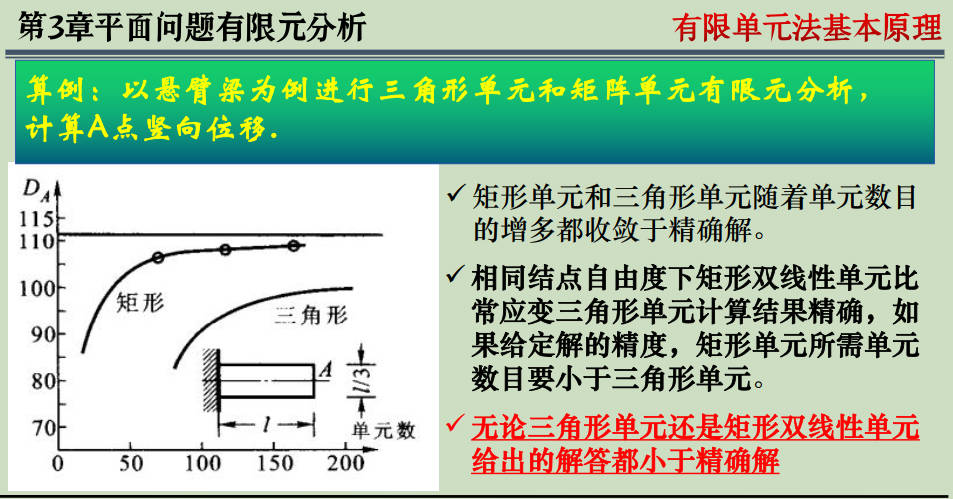 第3章平面问题有限元分析
有限单元法基本原理
算例：以悬臂梁为例进行三角形单元和矩阵单元有限元分析，
计算A点竖向位移.
D_A
115
110
100
90
80
70
0
50
100
150
200
矩形
三角形
A
l/3
l
单元数
✓ 矩形单元和三角形单元随着单元数目
的增多都收敛于精确解。
✓ 相同结点自由度下矩形双线性单元比
常应变三角形单元计算结果精确，如
果给定解的精度，矩形单元所需单元
数目要小于三角形单元。
✓ 无论三角形单元还是矩形双线性单元
给出的解答都小于精确解